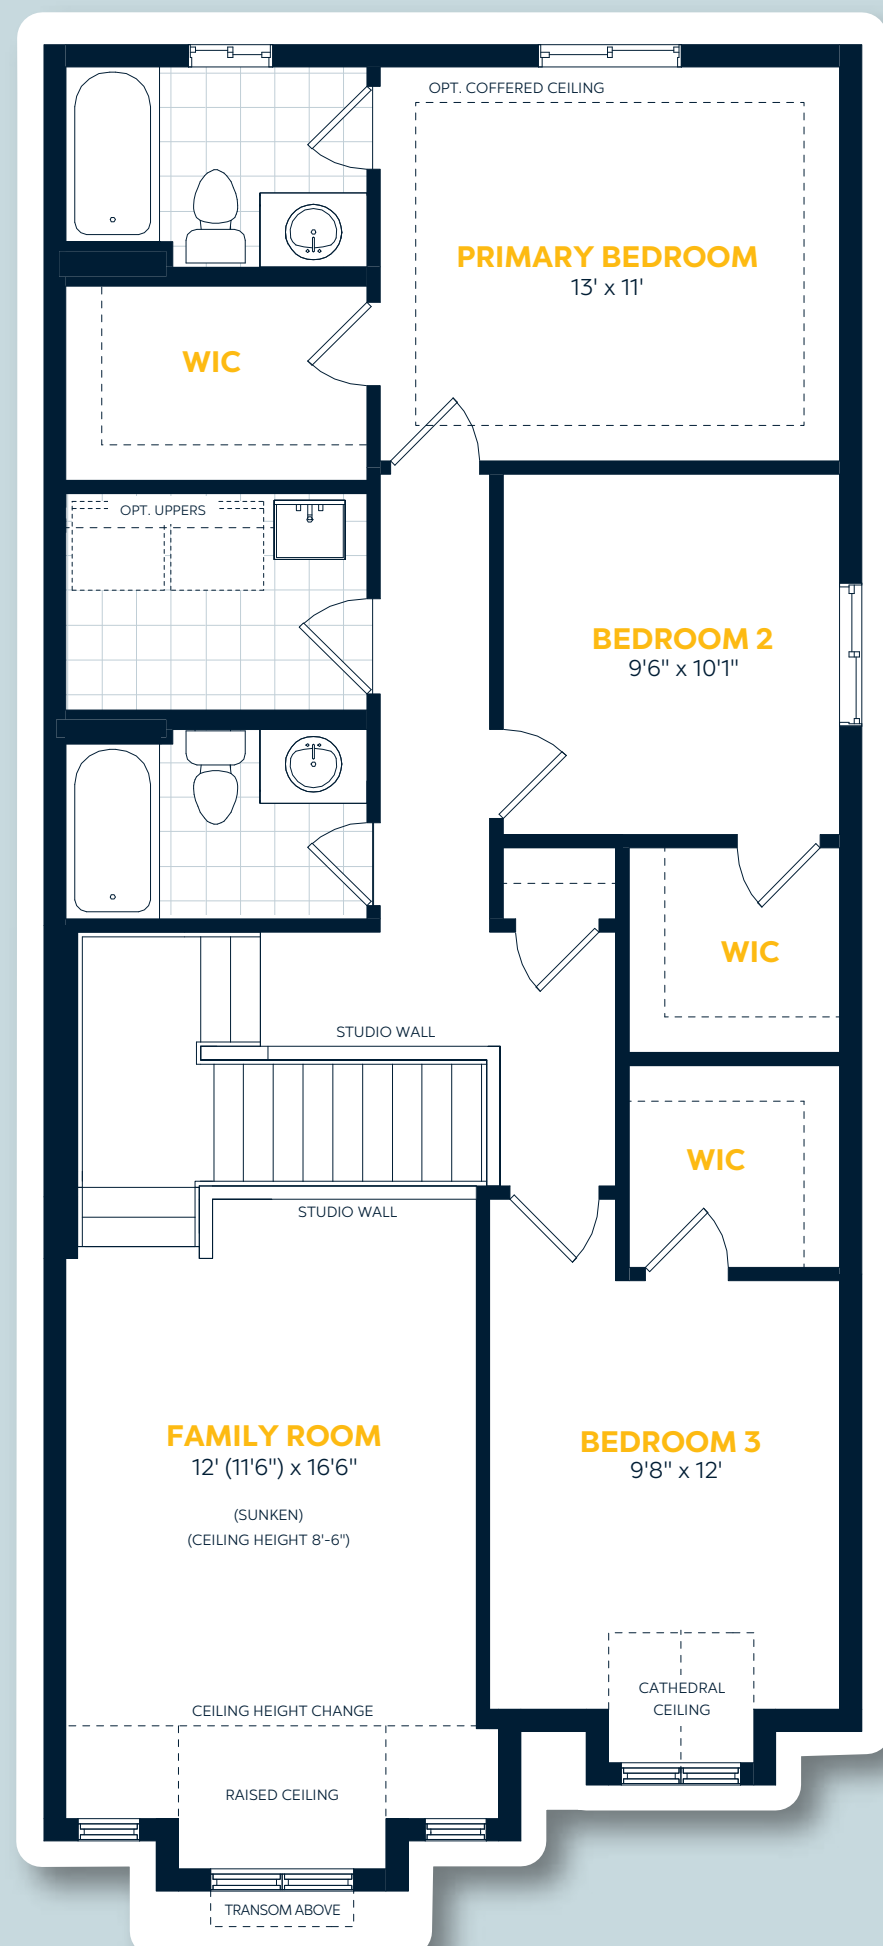 OPT. COFFERED CEILING
PRIMARY BEDROOM
13' x 11'
WIC
OPT. UPPERS
BEDROOM 2
9'6" x 10'1"
WIC
STUDIO WALL
WIC
STUDIO WALL
FAMILY ROOM
12' (11'6") x 16'6"
(SUNKEN)
(CEILING HEIGHT 8'-6")
BEDROOM 3
9'8" x 12'
CATHEDRAL
CEILING
CEILING HEIGHT CHANGE
RAISED CEILING
TRANSOM ABOVE